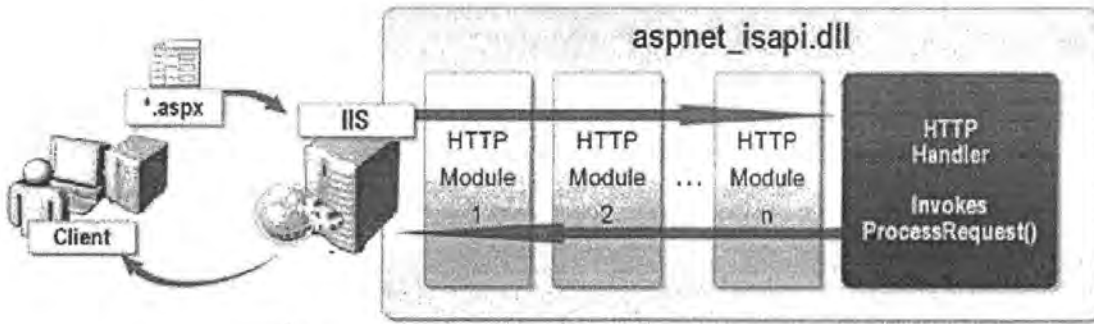 aspnet_isapi.dll
*.aspx
IIS
Client
HTTP
Module
1
HTTP
Module
2
...
HTTP
Module
n
HTTP
Handler
Invokes
ProcessRequest()